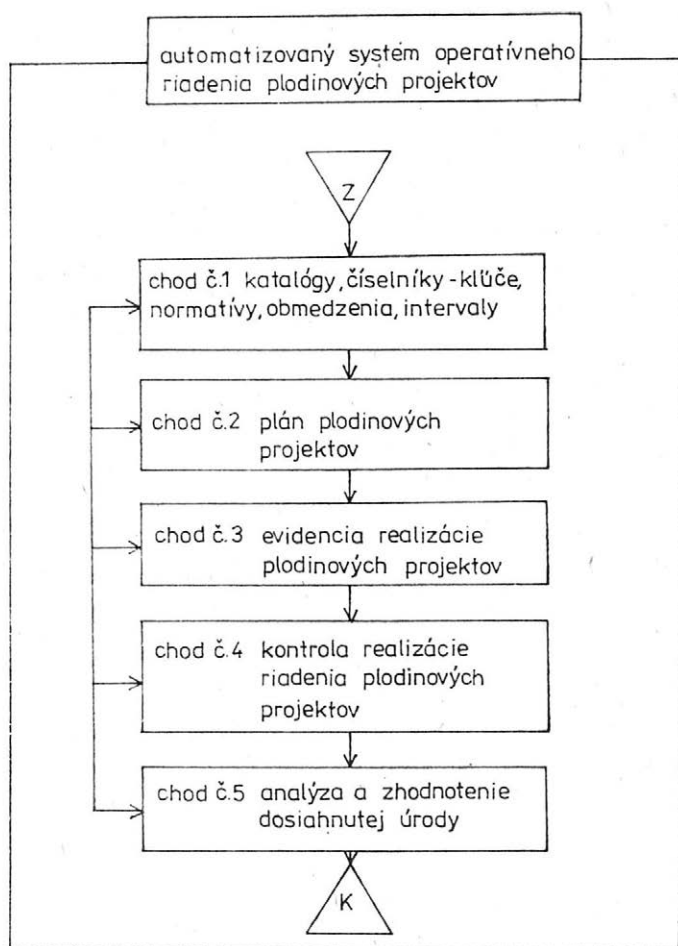 automatizovaný systém operatívneho
riadenia plodinových projektov
Z
chod č.1 katalógy, číselníky - kľúče,
normatívy, obmedzenia, intervaly
chod č.2 plán plodinových
projektov
chod č.3 evidencia realizácie
plodinových projektov
chod č.4 kontrola realizácie
riadenia plodinových
projektov
chod č.5 analýza a zhodnotenie
dosiahnutej úrody
K